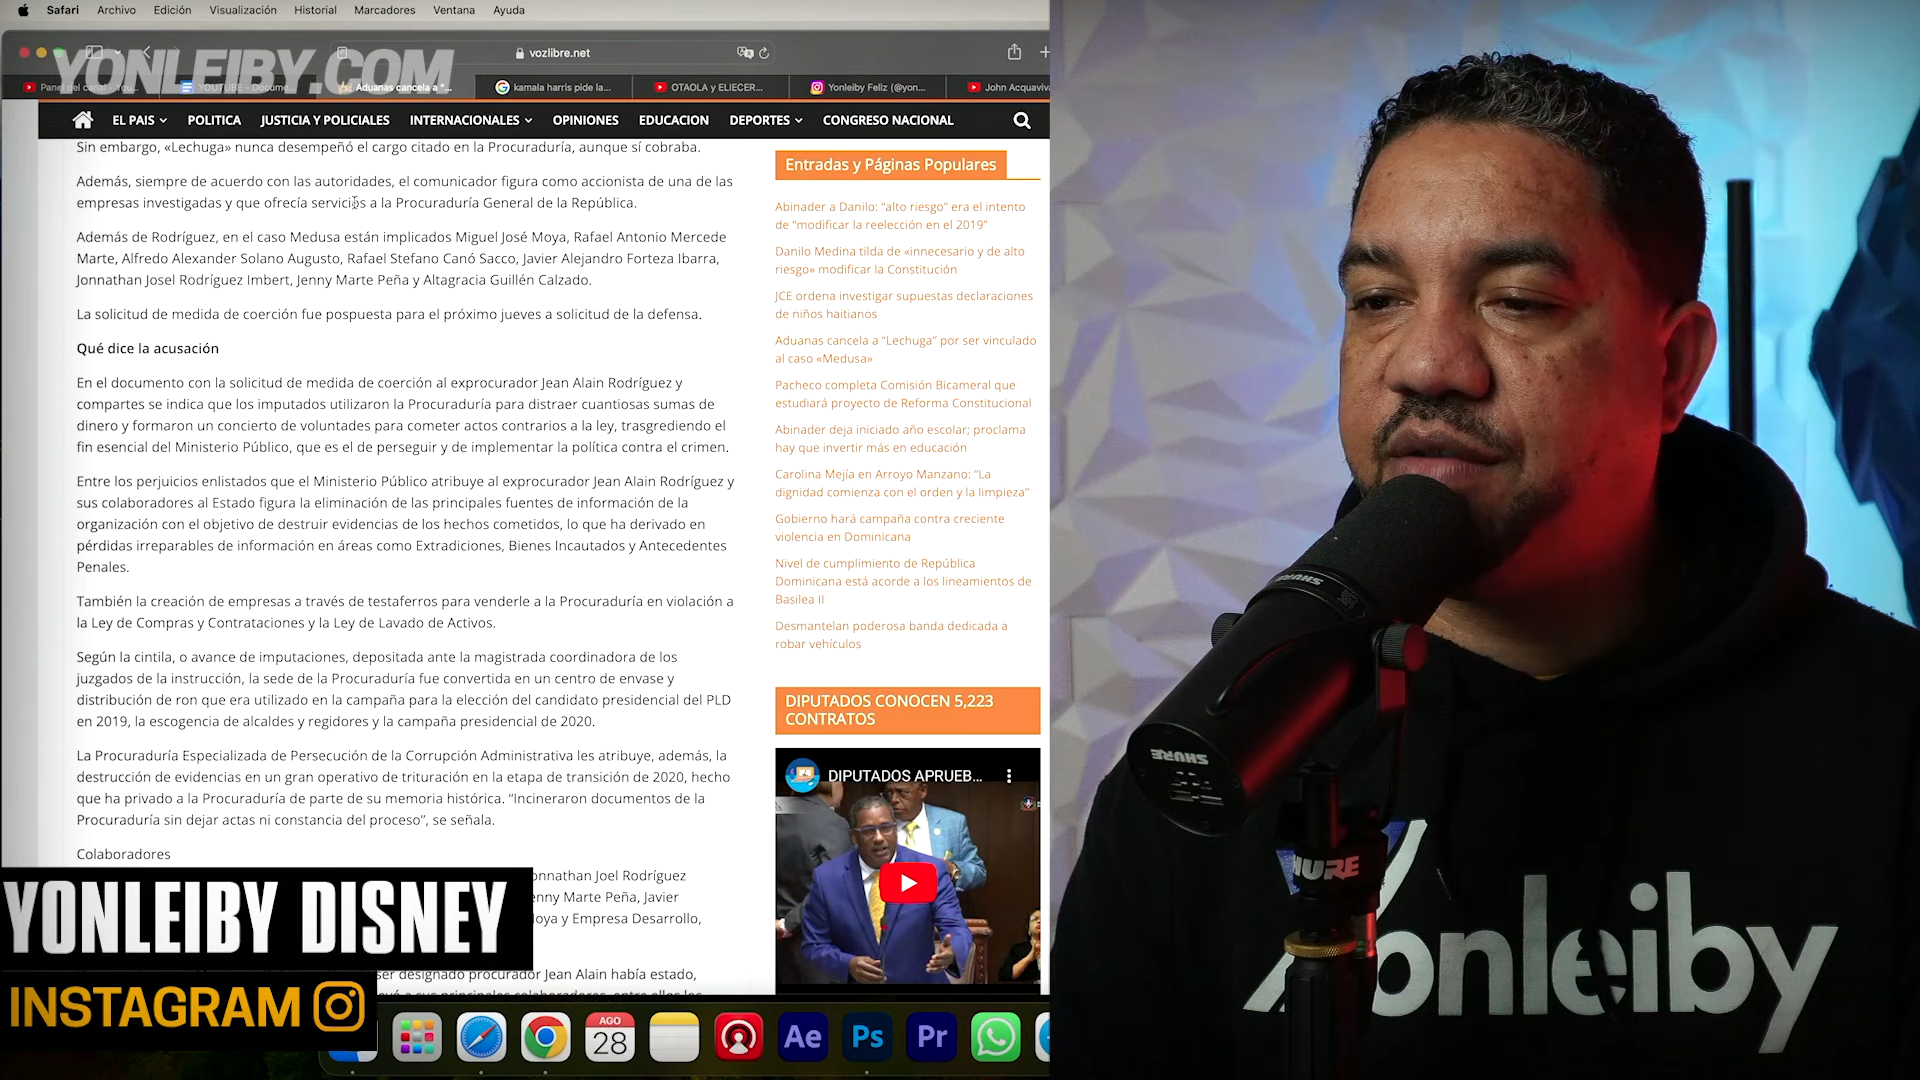 Safari Archivo Edición Visualización Historial Marcadores Ventana Ayuda
YONLEIBY.COM
vozlibre.net
Aduanas cancela a "...
kamala harris pide la...
OTAOLA y ELIECER...
Yonleiby Feliz (@yon...
John Acquaviva
EL PAIS
POLITICA
JUSTICIA Y POLICIALES
INTERNACIONALES
OPINIONES
EDUCACION
DEPORTES
CONGRESO NACIONAL
Sin embargo, «Lechuga» nunca desempeñó el cargo citado en la Procuraduría, aunque sí cobraba.
Además, siempre de acuerdo con las autoridades, el comunicador figura como accionista de una de las
empresas investigadas y que ofrecía servicios a la Procuraduría General de la República.
Además de Rodríguez, en el caso Medusa están implicados Miguel José Moya, Rafael Antonio Mercede
Marte, Alfredo Alexander Solano Augusto, Rafael Stefano Canó Sacco, Javier Alejandro Forteza Ibarra,
Jonnathan Josel Rodríguez Imbert, Jenny Marte Peña y Altagracia Guillén Calzado.
La solicitud de medida de coerción fue pospuesta para el próximo jueves a solicitud de la defensa.
Qué dice la acusación
En el documento con la solicitud de medida de coerción al exprocurador Jean Alain Rodríguez y
compartes se indica que los imputados utilizaron la Procuraduría para distraer cuantiosas sumas de
dinero y formaron un concierto de voluntades para cometer actos contrarios a la ley, trasgrediendo el
fin esencial del Ministerio Público, que es el de perseguir y de implementar la política contra el crimen.
Entre los perjuicios enlistados que el Ministerio Público atribuye al exprocurador Jean Alain Rodríguez y
sus colaboradores al Estado figura la eliminación de las principales fuentes de información de la
organización con el objetivo de destruir evidencias de los hechos cometidos, lo que ha derivado en
pérdidas irreparables de información en áreas como Extradiciones, Bienes Incautados y Antecedentes
Penales.
También la creación de empresas a través de testaferros para venderle a la Procuraduría en violación a
la Ley de Compras y Contrataciones y la Ley de Lavado de Activos.
Según la cintila, o avance de imputaciones, depositada ante la magistrada coordinadora de los
juzgados de la instrucción, la sede de la Procuraduría fue convertida en un centro de envase y
distribución de ron que era utilizado en la campaña para la elección del candidato presidencial del PLD
en 2019, la escogencia de alcaldes y regidores y la campaña presidencial de 2020.
La Procuraduría Especializada de Persecución de la Corrupción Administrativa les atribuye, además, la
destrucción de evidencias en un gran operativo de trituración en la etapa de transición de 2020, hecho
que ha privado a la Procuraduría de parte de su memoria histórica. “Incineraron documentos de la
Procuraduría sin dejar actas ni constancia del proceso”, se señala.
Colaboradores
onnathan Joel Rodríguez
enny Marte Peña, Javier
loya y Empresa Desarrollo,
ser designado procurador Jean Alain había estado,
Entradas y Páginas Populares
Abinader a Danilo: “alto riesgo” era el intento
de “modificar la reelección en el 2019”
Danilo Medina tilda de «innecesario y de alto
riesgo» modificar la Constitución
JCE ordena investigar supuestas declaraciones
de niños haitianos
Aduanas cancela a “Lechuga” por ser vinculado
al caso «Medusa»
Pacheco completa Comisión Bicameral que
estudiará proyecto de Reforma Constitucional
Abinader deja iniciado año escolar; proclama
hay que invertir más en educación
Carolina Mejía en Arroyo Manzano: “La
dignidad comienza con el orden y la limpieza”
Gobierno hará campaña contra creciente
violencia en Dominicana
Nivel de cumplimiento de República
Dominicana está acorde a los lineamientos de
Basilea II
Desmantelan poderosa banda dedicada a
robar vehículos
DIPUTADOS CONOCEN 5,223
CONTRATOS
DIPUTADOS APRUEB...
YONLEIBY DISNEY
INSTAGRAM
AGO
28
Ae
Ps
Pr
SHURE
SHURE
HURE
Yonleiby